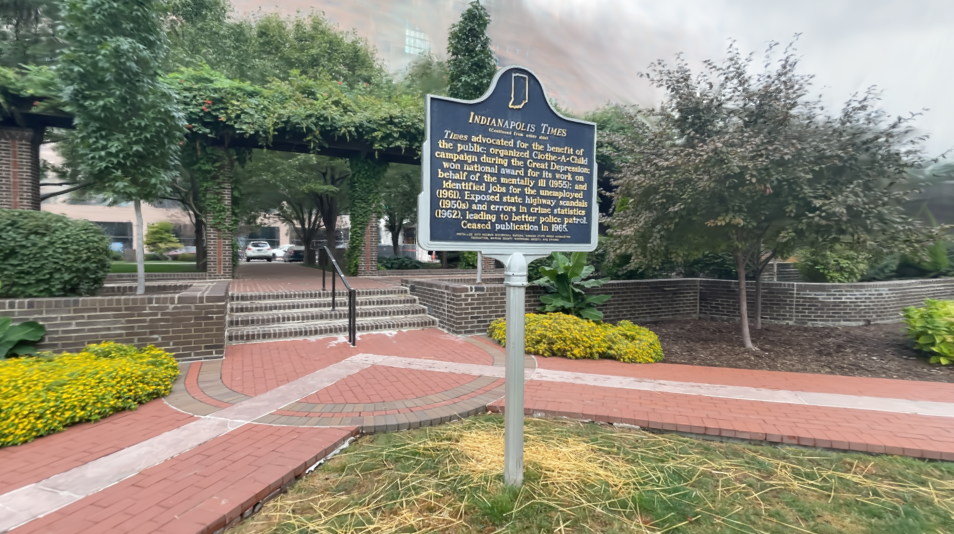 INDIANAPOLIS TIMES
(Continued from other side)
Times advocated for the benefit of
the public: organized Clothe-A-Child
campaign during the Great Depression;
won national award for its work on
behalf of the mentally ill (1955); and
identified jobs for the unemployed
(1961). Exposed state highway scandals
(1950s) and errors in crime statistics
(1962), leading to better police patrol.
Ceased publication in 1965.